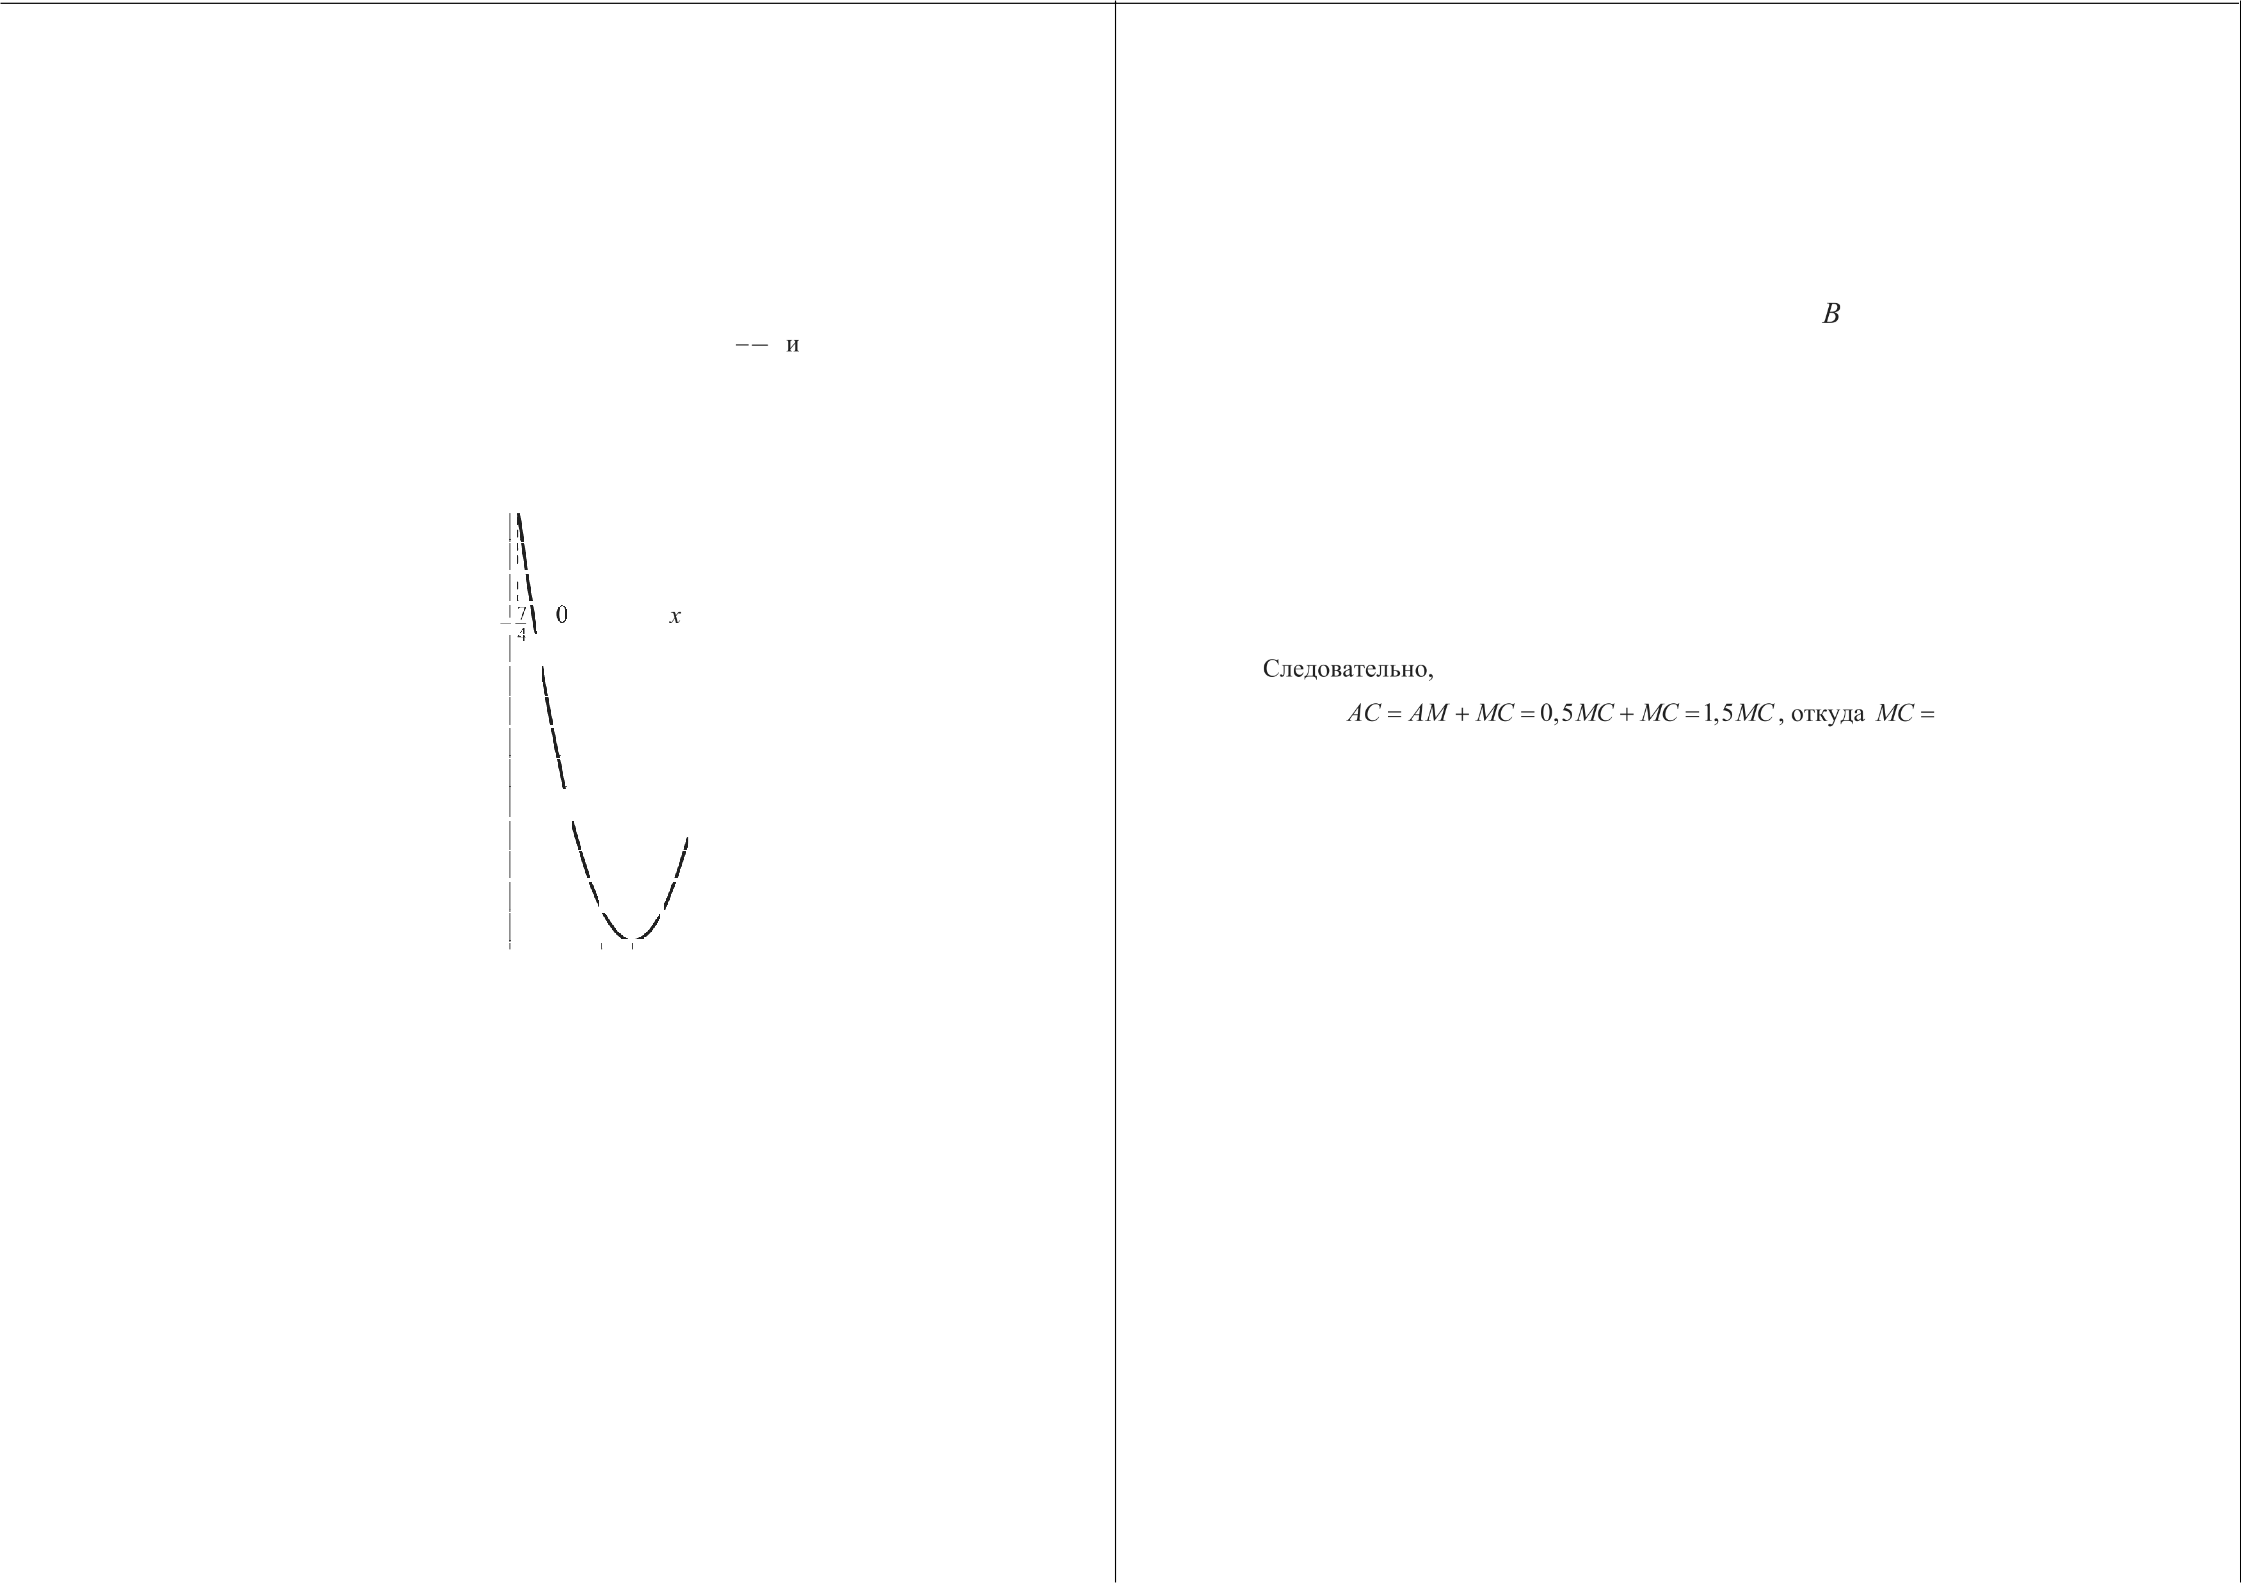 и
−7/4 0 x
B
Следовательно,
AC = AM + MC = 0,5MC + MC = 1,5MC, откуда MC =